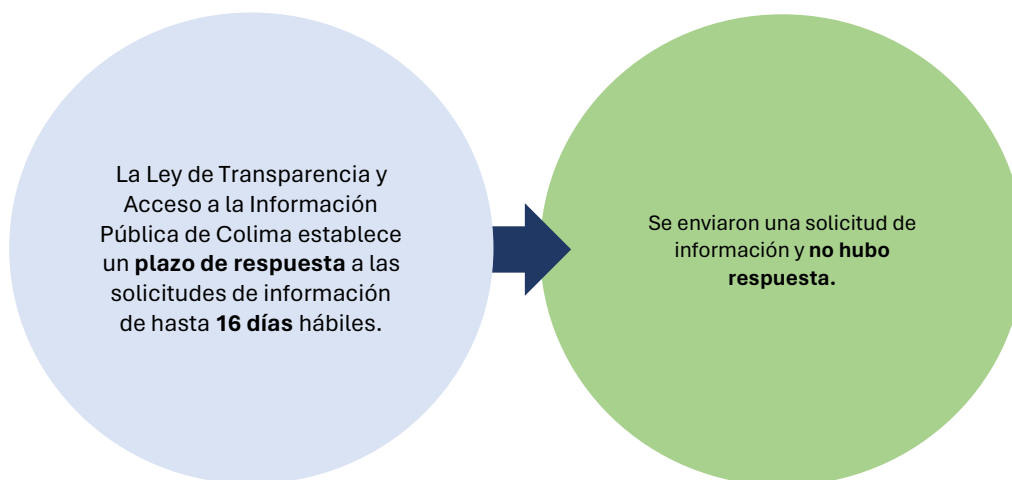 La Ley de Transparencia y
Acceso a la Información
Pública de Colima establece
un plazo de respuesta a las
solicitudes de información
de hasta 16 días hábiles.
Se enviaron una solicitud de
información y no hubo
respuesta.